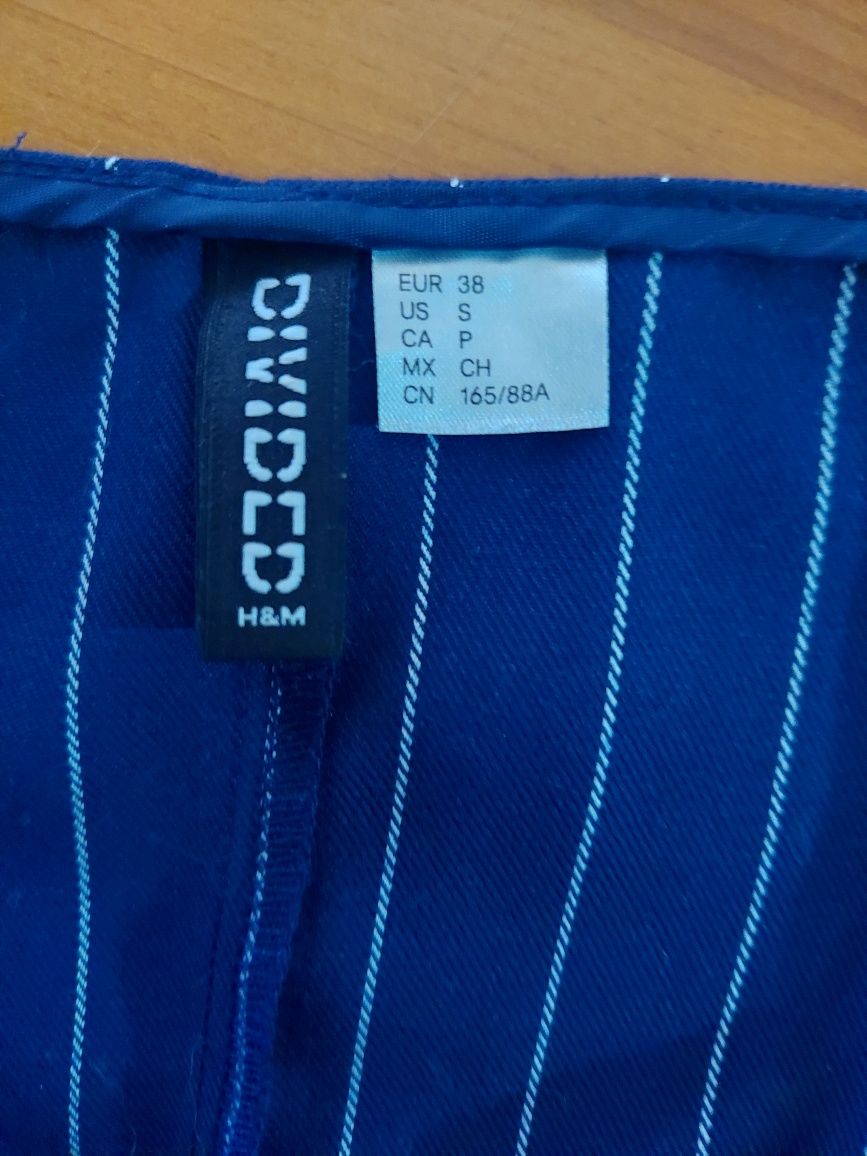 DIVIDED
H&M
EUR 38
US S
CA P
MX CH
CN 165/88A